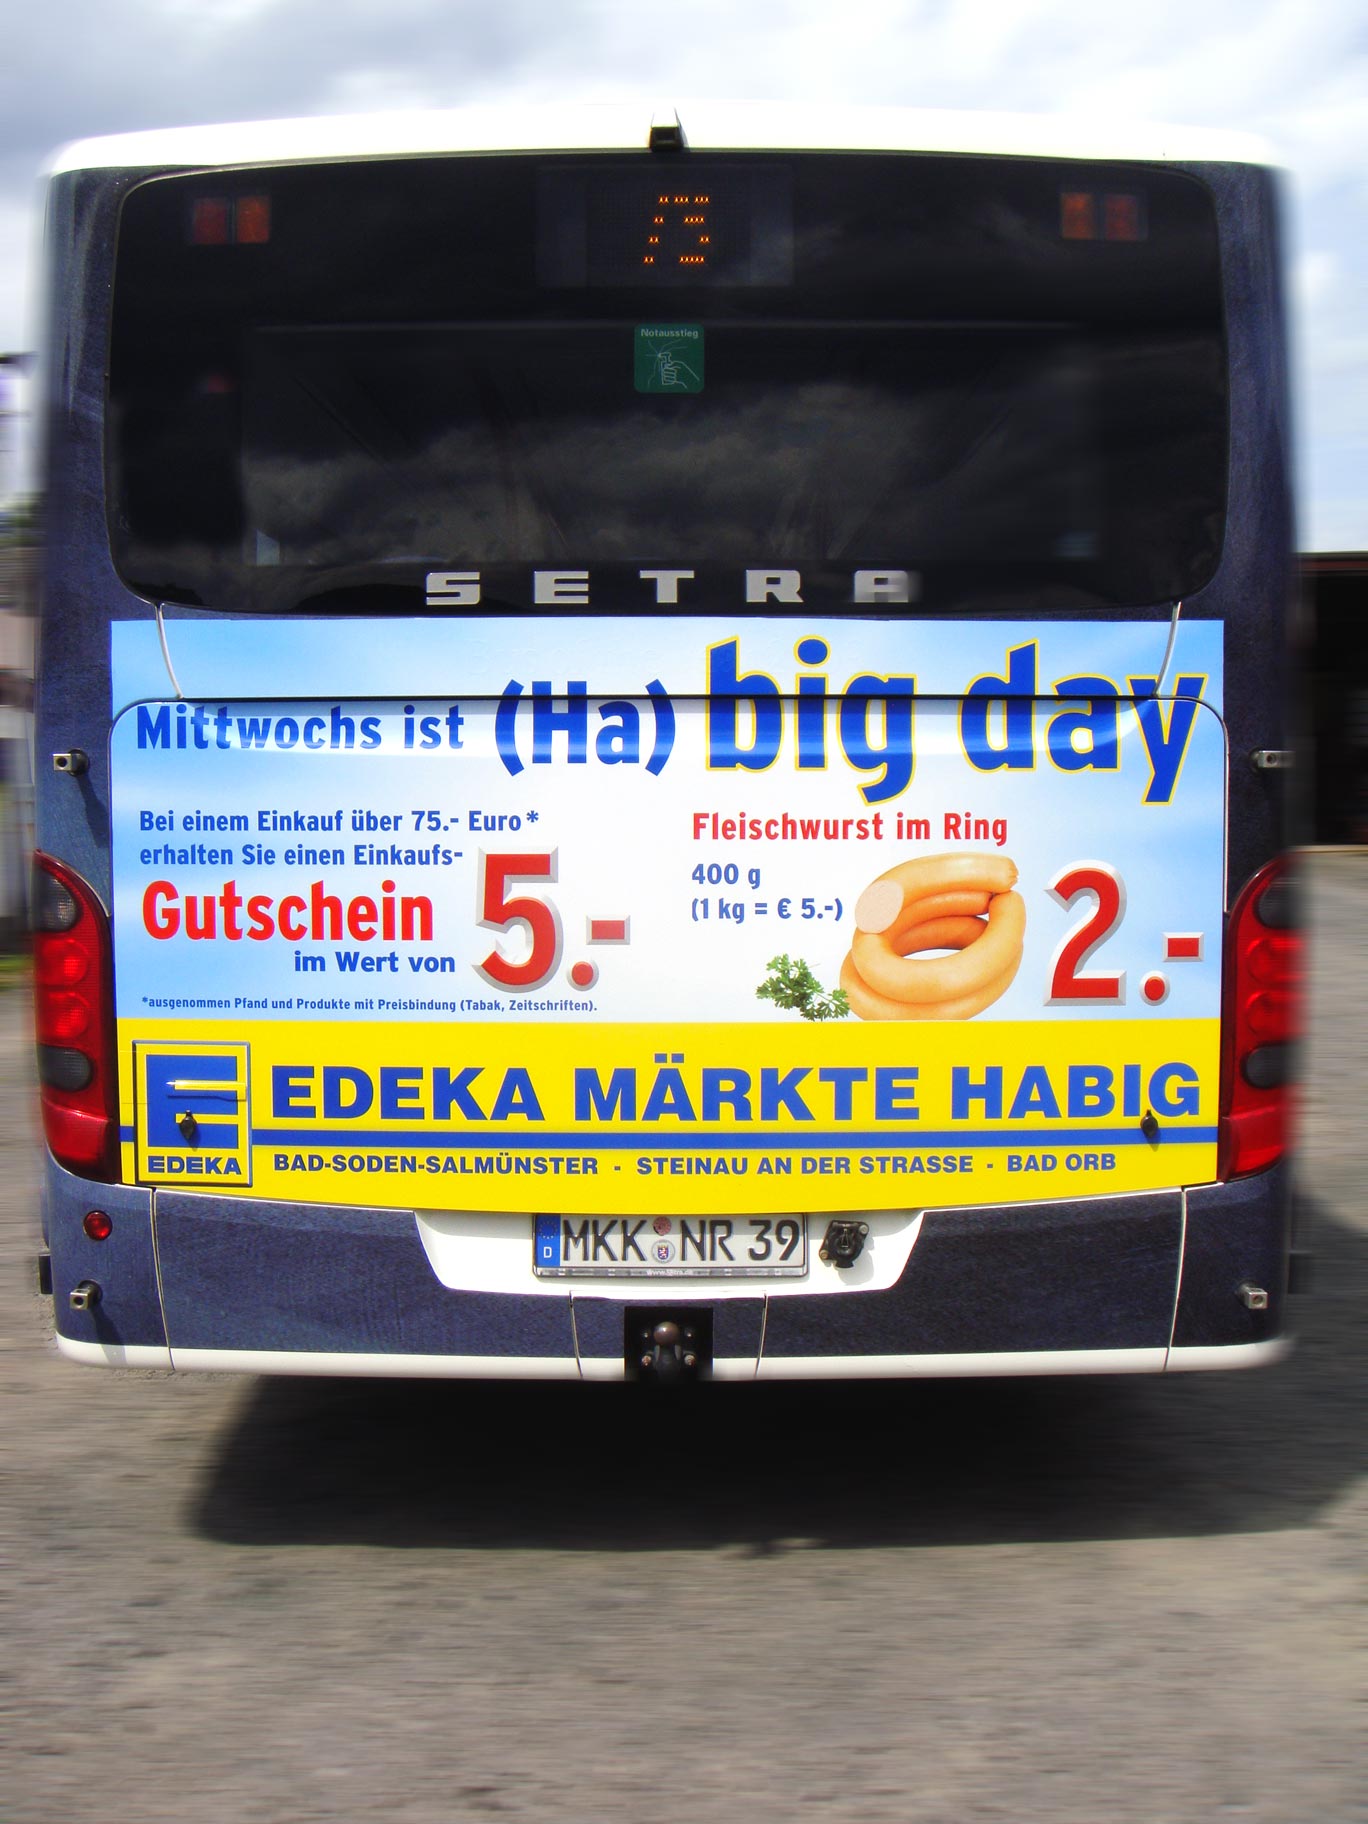 73
Notausstieg
SETRA
Mittwochs ist (Ha) big day
Bei einem Einkauf über 75.- Euro*
erhalten Sie einen Einkaufs-
Gutschein 5.-
im Wert von
*ausgenommen Pfand und Produkte mit Preisbindung (Tabak, Zeitschriften).
Fleischwurst im Ring
400 g
(1 kg = € 5.-)
2.-
EDEKA MÄRKTE HABIG
E
EDEKA
BAD-SODEN-SALMÜNSTER - STEINAU AN DER STRASSE - BAD ORB
D MKK NR 39